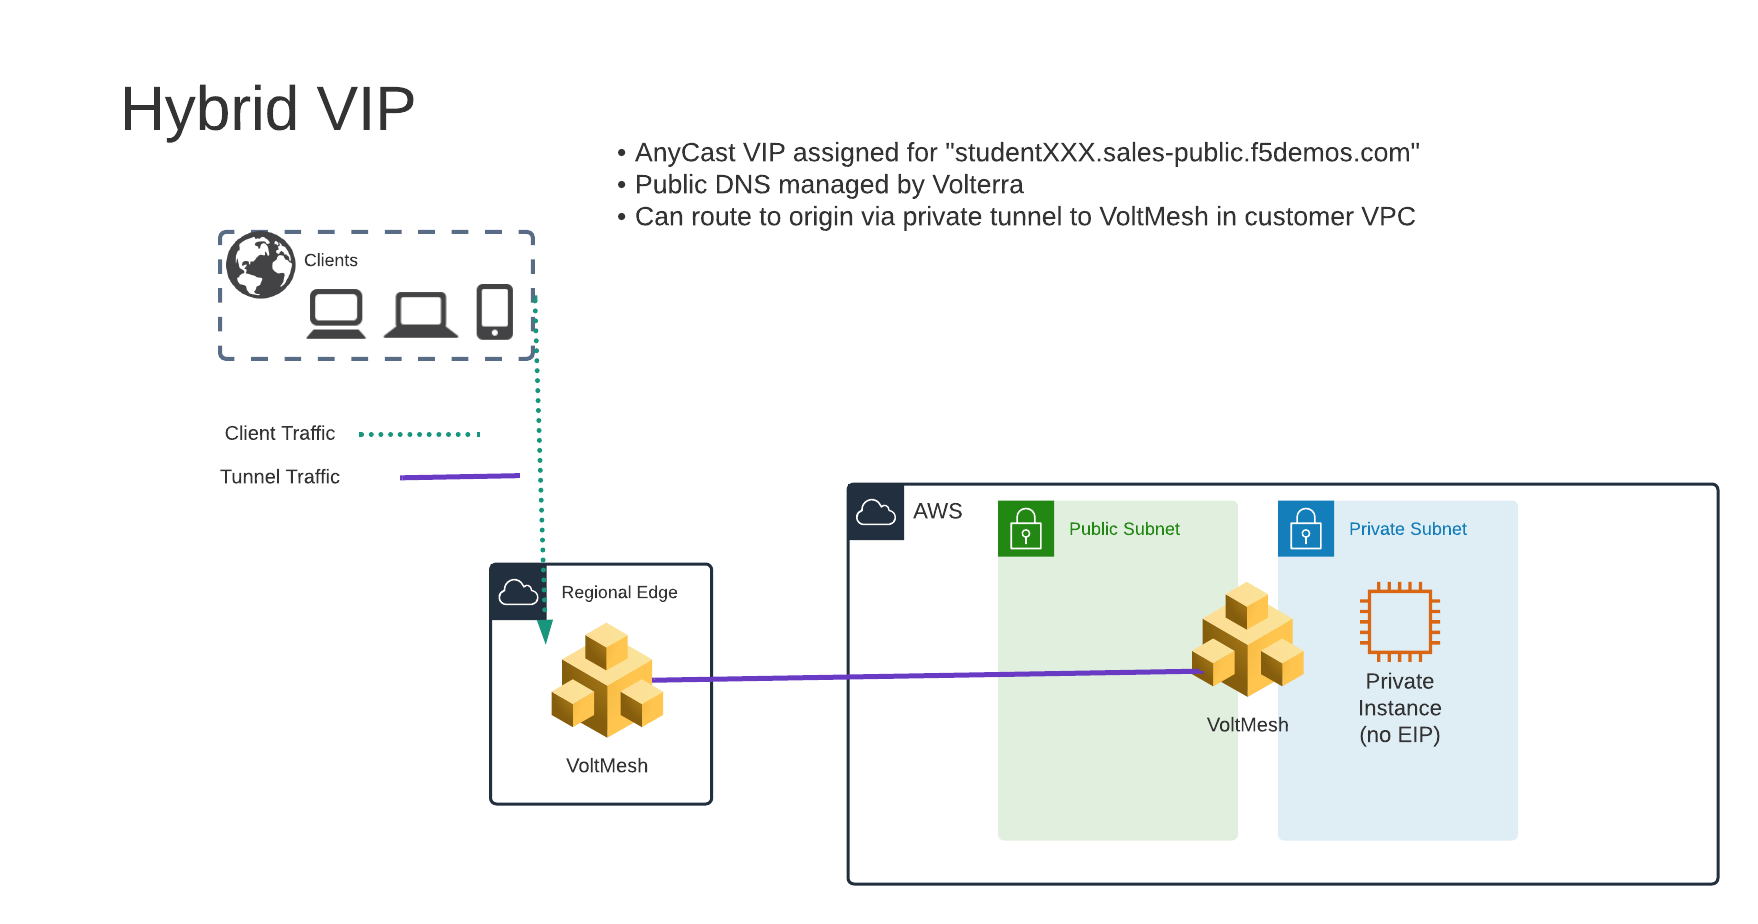 Hybrid VIP
• AnyCast VIP assigned for "studentXXX.sales-public.f5demos.com"
• Public DNS managed by Volterra
• Can route to origin via private tunnel to VoltMesh in customer VPC
Clients
Client Traffic
Tunnel Traffic
AWS
Public Subnet
Private Subnet
Regional Edge
VoltMesh
VoltMesh
Private
Instance
(no EIP)